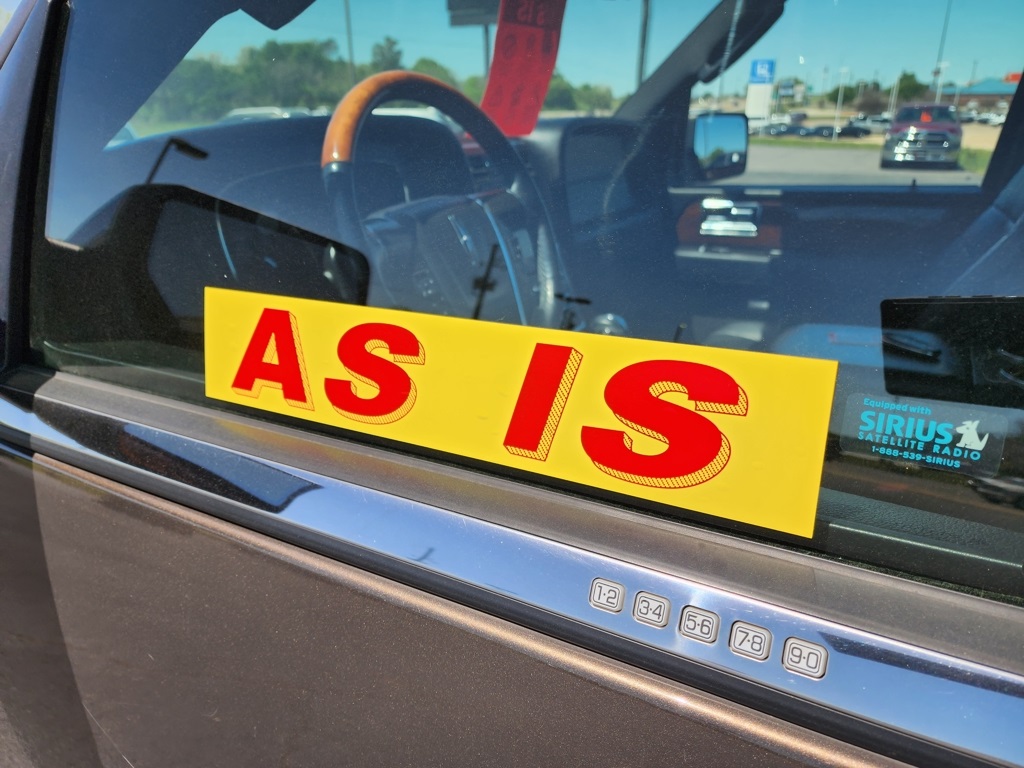 AS IS
Equipped with
SIRIUS
SATELLITE RADIO
1-888-539-SIRIUS
1·2 3·4 5·6 7·8 9·0